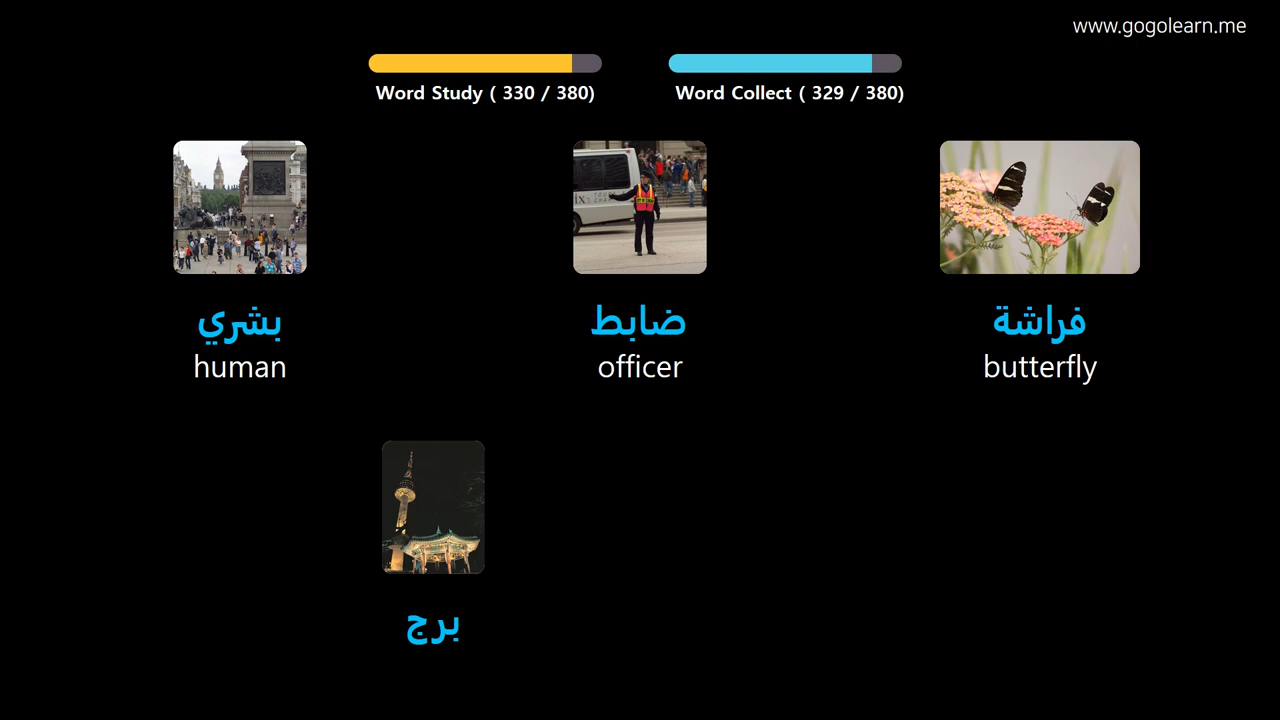 www.gogolearn.me
Word Study ( 330 / 380)
Word Collect ( 329 / 380)
بشري
human
ضابط
officer
فراشة
butterfly
برج